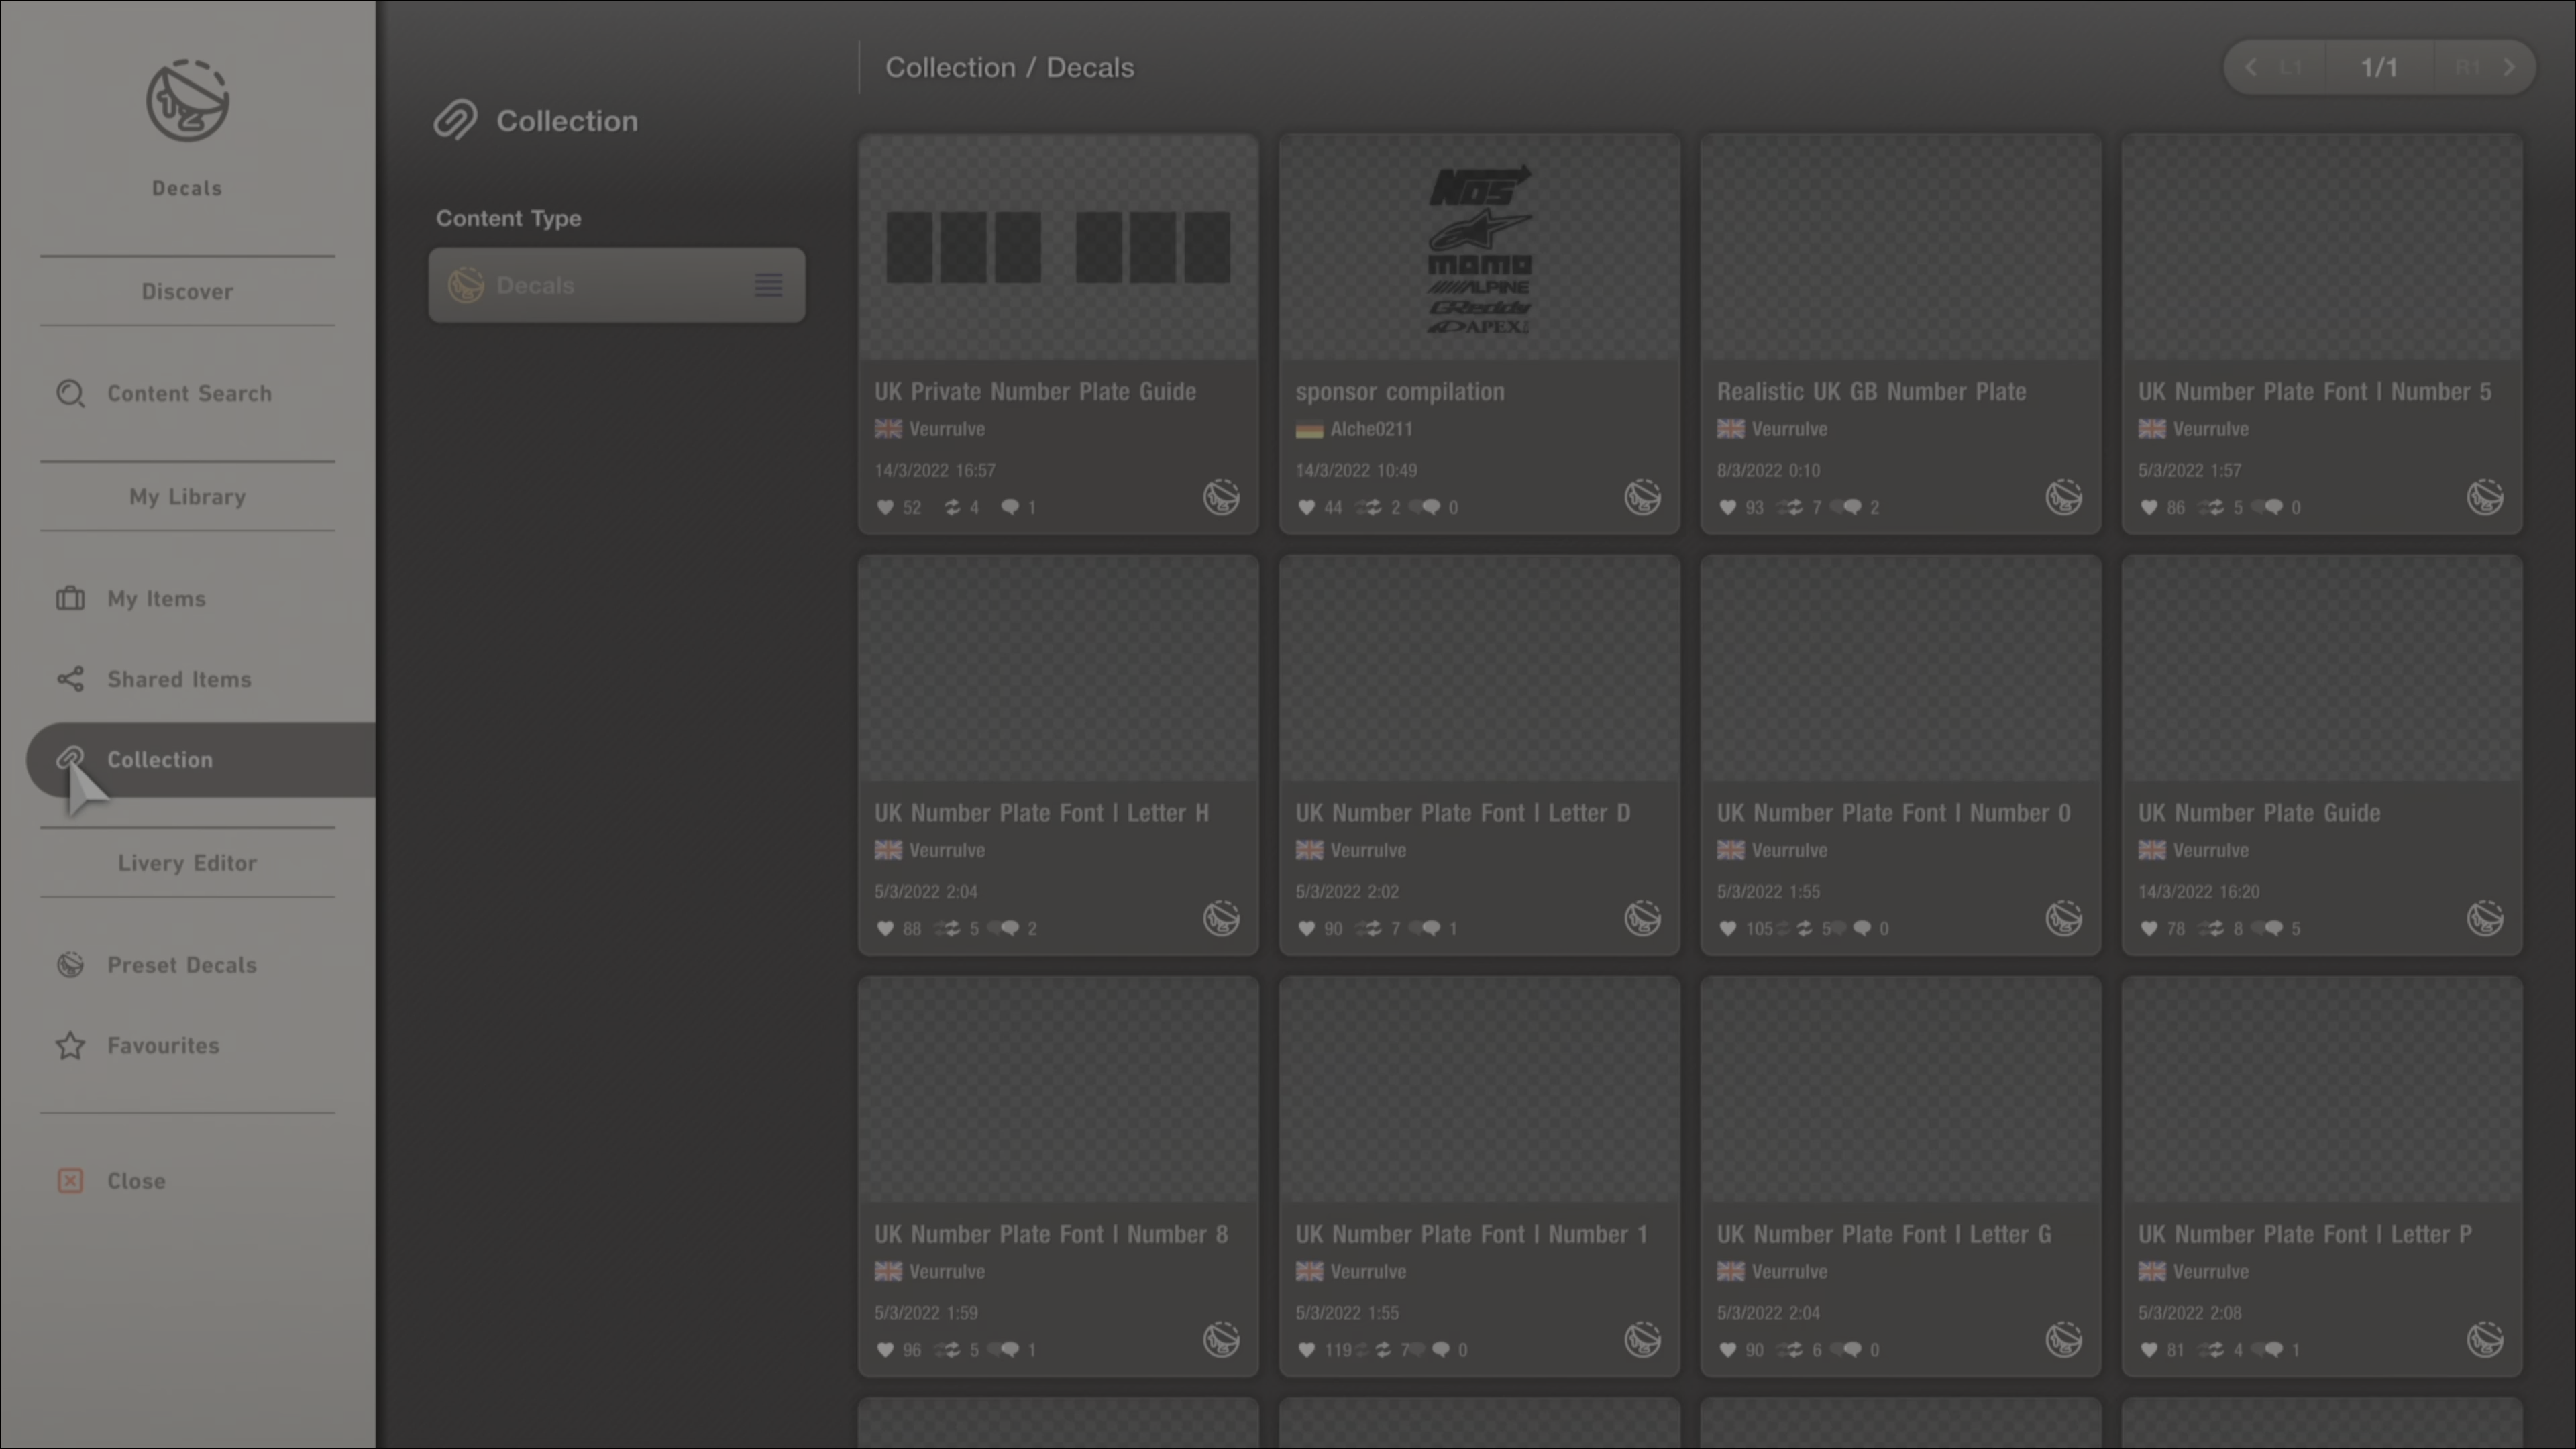 Decals
Discover
Content Search
My Library
My Items
Shared Items
Collection
Livery Editor
Preset Decals
Favourites
Close
Collection
Content Type
Decals
Collection / Decals
L1 1/1 R1
UK Private Number Plate Guide
Veurrulve
14/3/2022 16:57
52 4 1
NOS
MOMO
ALPINE
GReddy
APEX
sponsor compilation
Alche0211
14/3/2022 10:49
44 2 0
Realistic UK GB Number Plate
Veurrulve
8/3/2022 0:10
93 7 2
UK Number Plate Font | Number 5
Veurrulve
5/3/2022 1:57
86 5 0
UK Number Plate Font | Letter H
Veurrulve
5/3/2022 2:04
88 5 2
UK Number Plate Font | Letter D
Veurrulve
5/3/2022 2:02
90 7 1
UK Number Plate Font | Number 0
Veurrulve
5/3/2022 1:55
105 5 0
UK Number Plate Guide
Veurrulve
14/3/2022 16:20
78 8 5
UK Number Plate Font | Number 8
Veurrulve
5/3/2022 1:59
96 5 1
UK Number Plate Font | Number 1
Veurrulve
5/3/2022 1:55
119 7 0
UK Number Plate Font | Letter G
Veurrulve
5/3/2022 2:04
90 6 0
UK Number Plate Font | Letter P
Veurrulve
5/3/2022 2:08
81 4 1